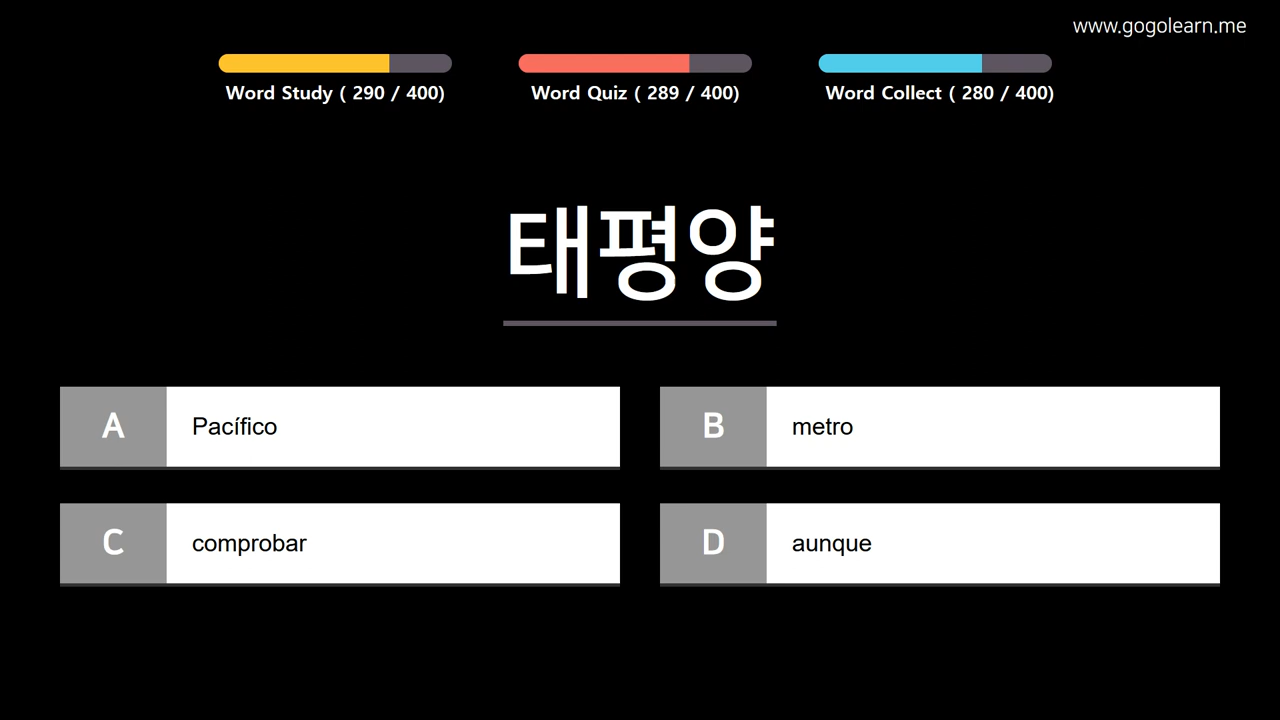 www.gogolearn.me
Word Study ( 290 / 400)
Word Quiz ( 289 / 400)
Word Collect ( 280 / 400)
태평양
A
Pacífico
B
metro
C
comprobar
D
aunque